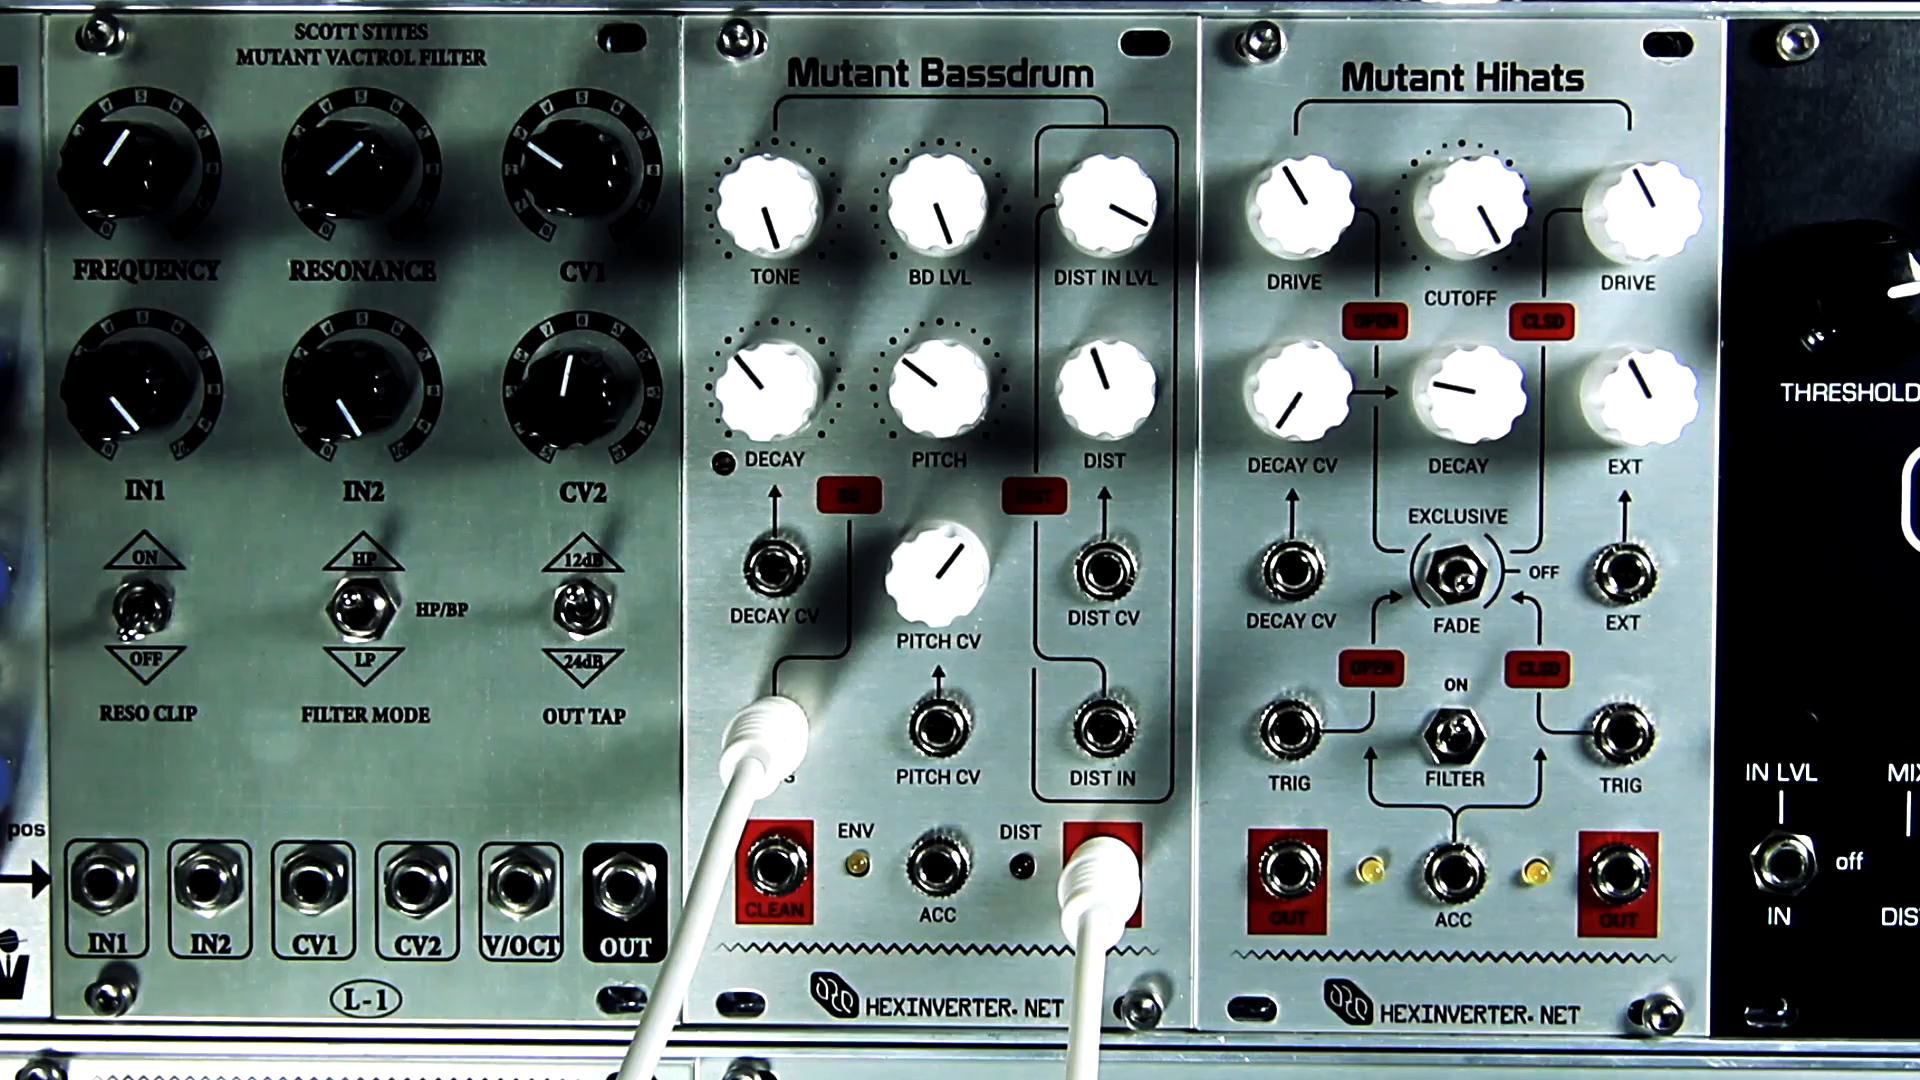 SCOTT STITES
MUTANT VACTROL FILTER
FREQUENCY
RESONANCE
CV1
IN1
IN2
CV2
ON
OFF
RESO CLIP
HP
HP/BP
LP
FILTER MODE
12dB
24dB
OUT TAP
IN1
IN2
CV1
CV2
V/OCT
OUT
L-1
pos
Mutant Bassdrum
TONE
BD LVL
DIST IN LVL
DECAY
PITCH
DIST
BD
DIST
DECAY CV
PITCH CV
DIST CV
PITCH CV
DIST IN
ENV
DIST
CLEAN
ACC
HEXINVERTER.NET
Mutant Hihats
DRIVE
CUTOFF
DRIVE
OPEN
CLSD
DECAY CV
DECAY
EXT
EXCLUSIVE
OFF
DECAY CV
FADE
EXT
OPEN
CLSD
ON
TRIG
FILTER
TRIG
OUT
ACC
OUT
HEXINVERTER.NET
THRESHOLD
IN LVL
off
IN